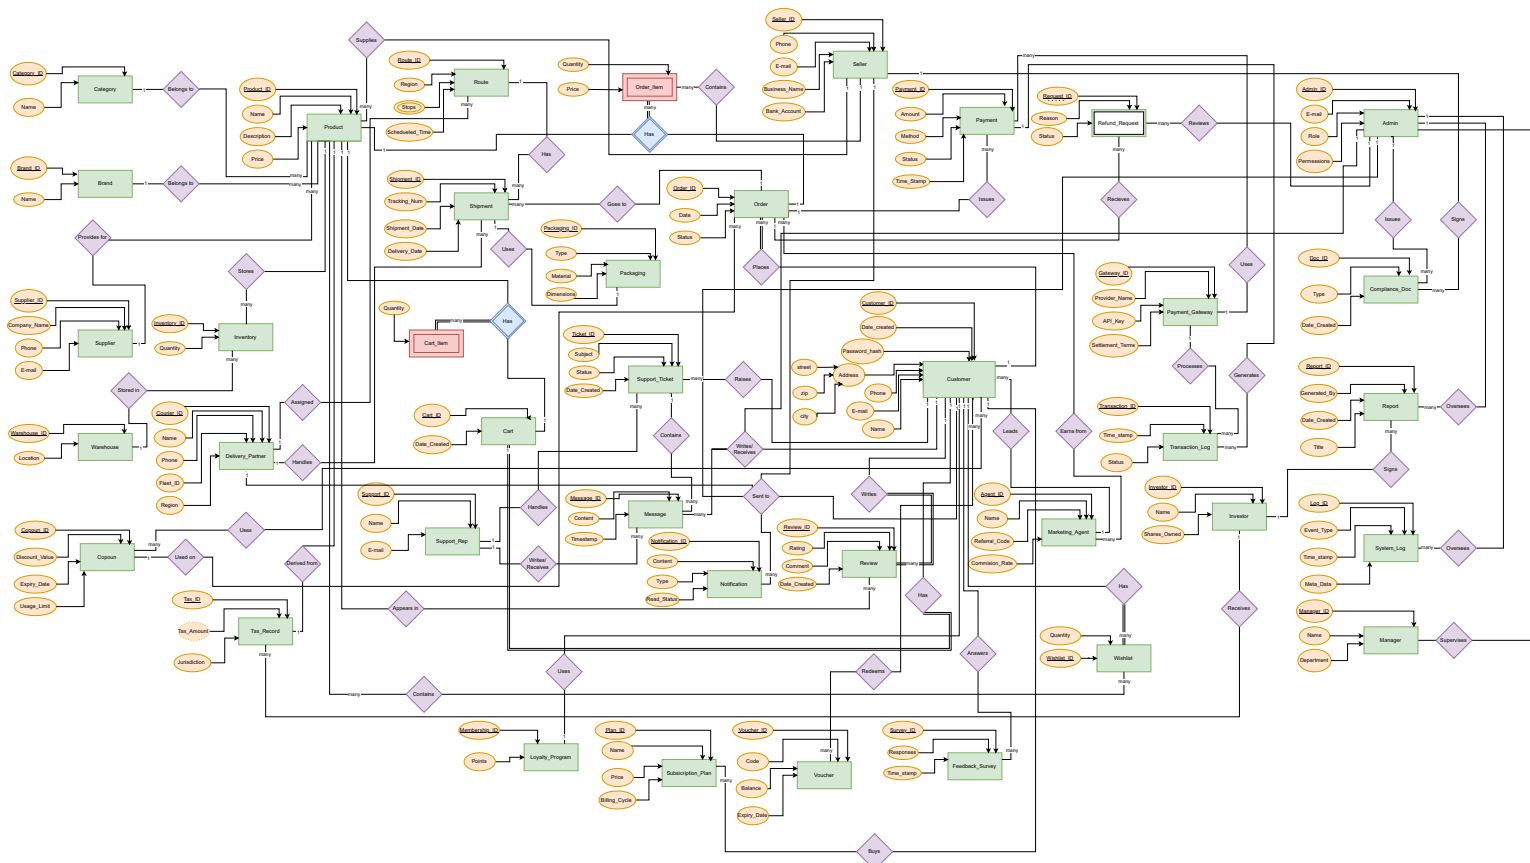 Seller_ID
Phone
E-mail
Business_Name
Bank_Account
Seller
Supplies
Route_ID
Region
Stops
Schedueled_Time
Route
Quantity
Price
Order_Item
Contains
Has
Category_ID
Name
Category
Belongs to
Product_ID
Name
Description
Price
Product
Brand_ID
Name
Brand
Belongs to
Payment_ID
Amount
Method
Status
Time_Stamp
Payment
Issues
Request_ID
Reason
Status
Refund_Request
Reviews
Recieves
Admin_ID
E-mail
Role
Permessions
Admin
Issues
Signs
Has
Shipment_ID
Tracking_Num
Shipment_Date
Delivery_Date
Shipment
Goes to
Uses
Order_ID
Date
Status
Order
Places
Packaging_ID
Type
Material
Dimensions
Packaging
Provides for
Stores
Supplier_ID
Company_Name
Phone
E-mail
Supplier
Inventory_ID
Quantity
Inventory
Stored in
Quantity
Cart_Item
Has
Ticket_ID
Subject
Status
Date_Created
Support_Ticket
Raises
Contains
Customer_ID
Date_created
Password_hash
street
Address
zip
city
Phone
E-mail
Name
Customer
Gateway_ID
Provider_Name
API_Key
Settlement_Terms
Payment_Gateway
Uses
Processes
Generates
Doc_ID
Type
Date_Created
Compliance_Doc
Report_ID
Generated_By
Date_Created
Title
Report
Oversees
Signs
Assigned
Handles
Courier_ID
Name
Phone
Fleet_ID
Region
Delivery_Partner
Warehouse_ID
Location
Warehouse
Cart_ID
Date_Created
Cart
Writes/
Receives
Leads
Earns from
Transaction_ID
Time_stamp
Status
Transaction_Log
Copoun_ID
Discount_Value
Expiry_Date
Usage_Limit
Copoun
Uses
Used on
Derived from
Support_ID
Name
E-mail
Support_Rep
Handles
Writes/
Receives
Message_ID
Content
Timestamp
Message
Sent to
Writes
Notification_ID
Content
Type
Read_Status
Notification
Review_ID
Rating
Comment
Date_Created
Review
Has
Agent_ID
Name
Referral_Code
Commision_Rate
Marketing_Agent
Investor_ID
Name
Shares_Owned
Investor
Log_ID
Event_Type
Time_stamp
Meta_Data
System_Log
Oversees
Tax_ID
Tax_Amount
Jurisdiction
Tax_Record
Appears in
Has
Receives
Manager_ID
Name
Department
Manager
Supervises
Quantity
Wishlist_ID
Wishlist
Answers
Uses
Redeems
Contains
Membership_ID
Points
Loyalty_Program
Plan_ID
Name
Price
Billing_Cycle
Subsicription_Plan
Voucher_ID
Code
Balance
Expiry_Date
Voucher
Survey_ID
Responses
Time_stamp
Feedback_Survey
Buys